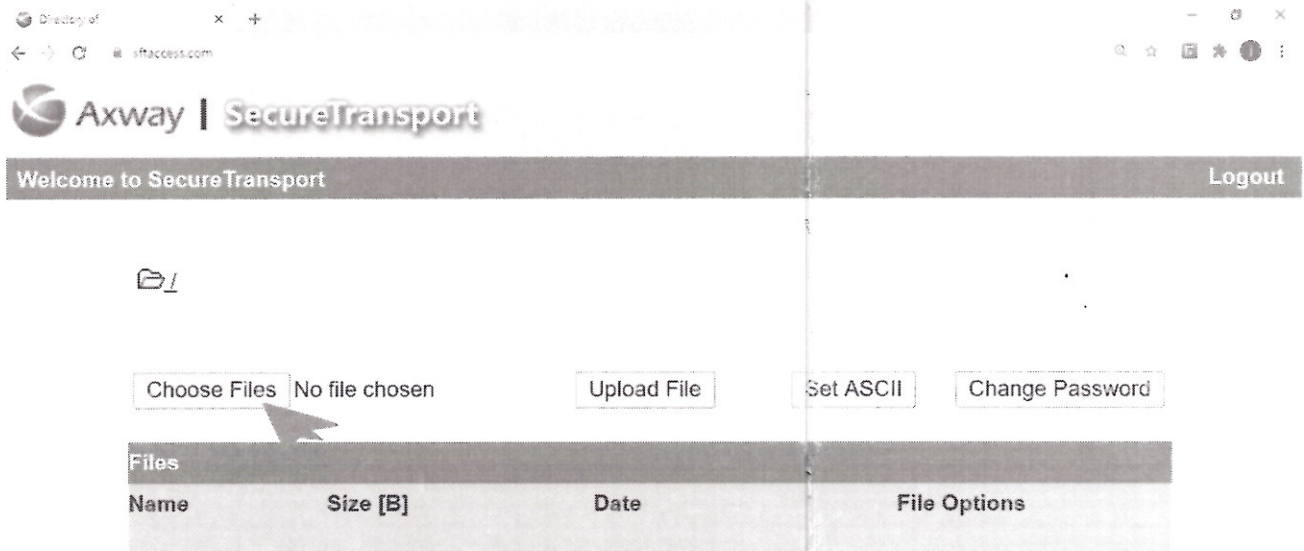 Directory of
sftaccess.com
Axway | SecureTransport
Welcome to SecureTransport Logout
/
Choose Files No file chosen Upload File Set ASCII Change Password
Files
Name Size [B] Date File Options